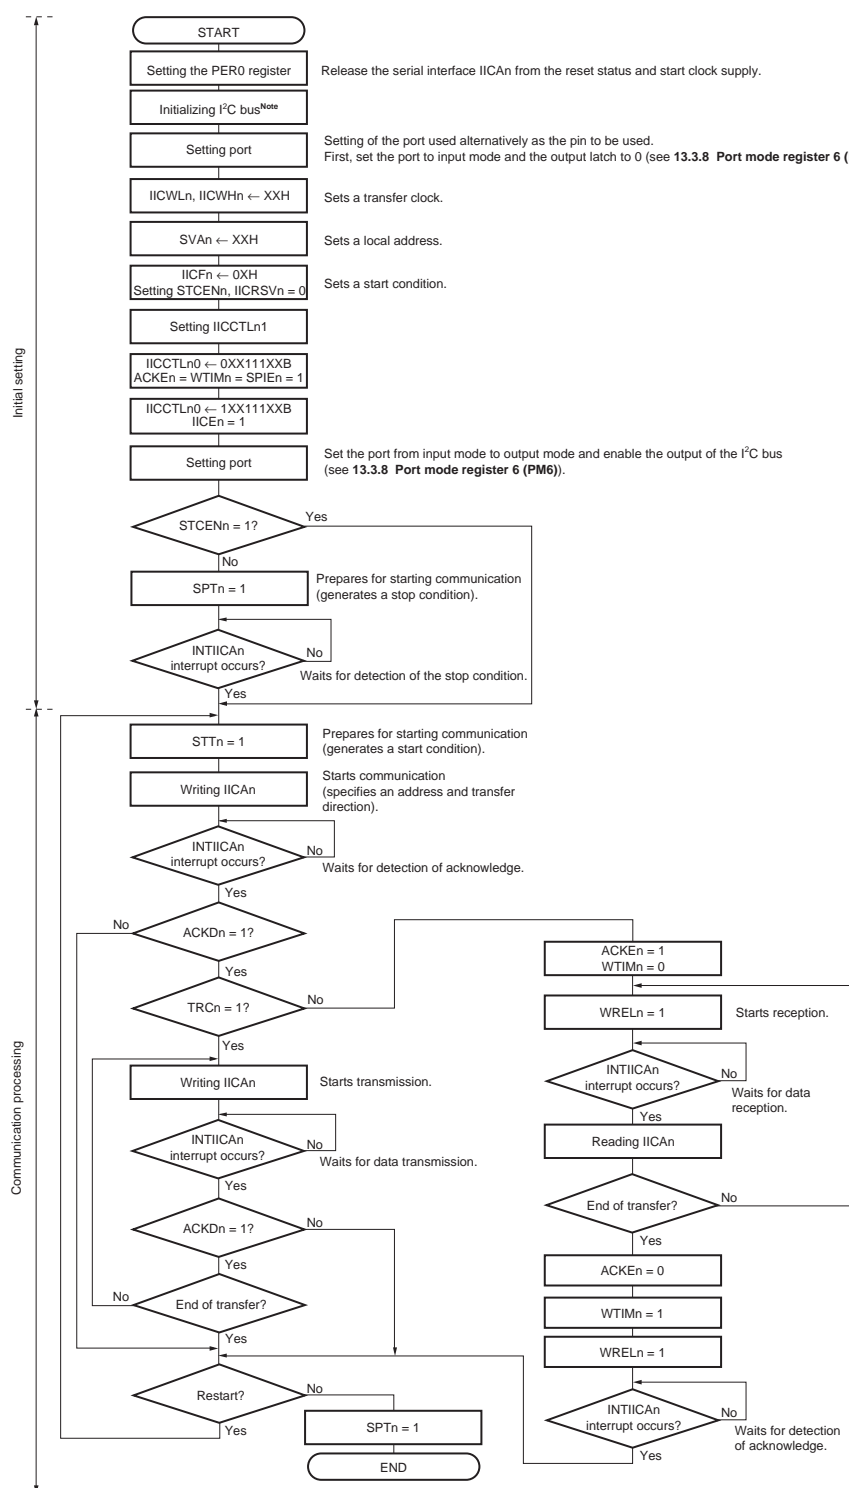 START
Setting the PER0 register
Release the serial interface IICAn from the reset status and start clock supply.
Initializing I²C bus^Note
Setting port
Setting of the port used alternatively as the pin to be used.
First, set the port to input mode and the output latch to 0 (see 13.3.8 Port mode register 6 (
IICWLn, IICWHn ← XXH
Sets a transfer clock.
SVAn ← XXH
Sets a local address.
IICFn ← 0XH
Setting STCENn, IICRSVn = 0
Sets a start condition.
Setting IICCTLn1
IICCTLn0 ← 0XX111XXB
ACKEn = WTIMn = SPIEn = 1
IICCTLn0 ← 1XX111XXB
IICEn = 1
Setting port
Set the port from input mode to output mode and enable the output of the I²C bus
(see 13.3.8 Port mode register 6 (PM6)).
STCENn = 1?
Yes
No
SPTn = 1
Prepares for starting communication
(generates a stop condition).
INTIICAn
interrupt occurs?
No
Waits for detection of the stop condition.
Yes
Initial setting
STTn = 1
Prepares for starting communication
(generates a start condition).
Writing IICAn
Starts communication
(specifies an address and transfer
direction).
INTIICAn
interrupt occurs?
No
Waits for detection of acknowledge.
Yes
No
ACKDn = 1?
Yes
TRCn = 1?
No
Yes
Writing IICAn
Starts transmission.
INTIICAn
interrupt occurs?
No
Waits for data transmission.
Yes
ACKDn = 1?
No
Yes
No
End of transfer?
Yes
Restart?
No
Yes
SPTn = 1
END
Communication processing
ACKEn = 1
WTIMn = 0
WRELn = 1
Starts reception.
INTIICAn
interrupt occurs?
No
Waits for data
reception.
Yes
Reading IICAn
End of transfer?
No
Yes
ACKEn = 0
WTIMn = 1
WRELn = 1
INTIICAn
interrupt occurs?
No
Waits for detection
of acknowledge.
Yes